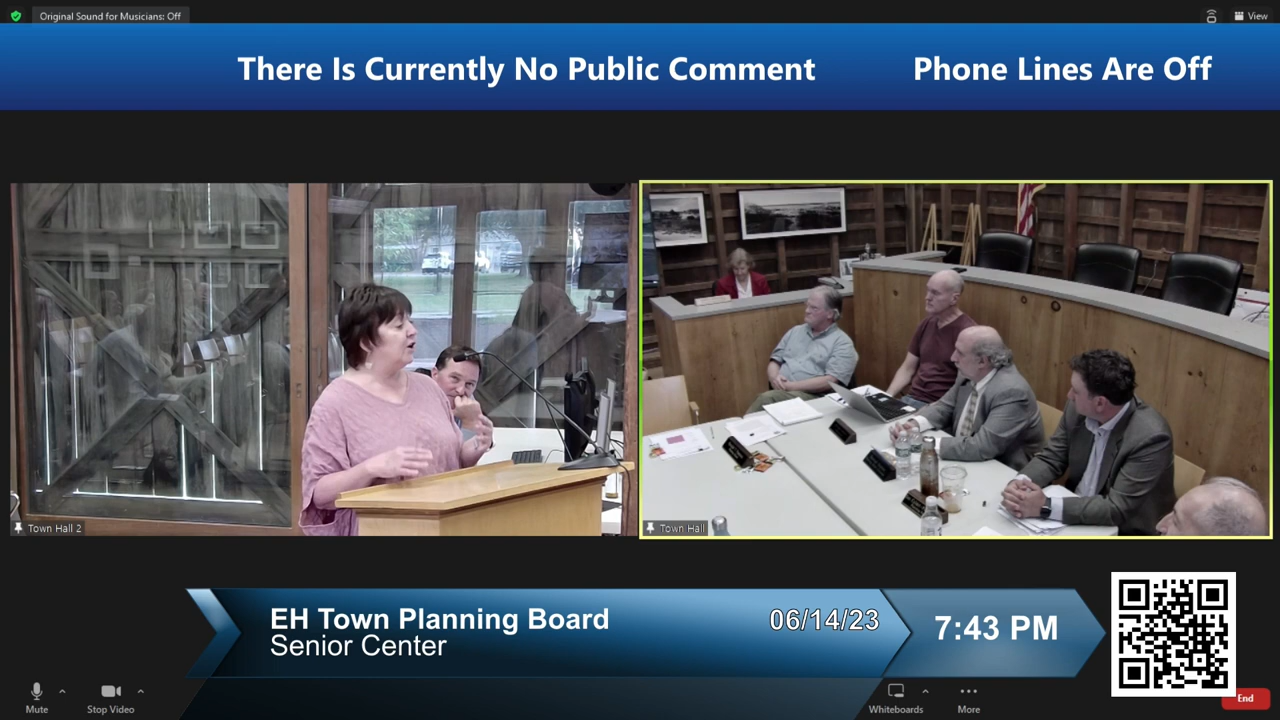 Original Sound for Musicians: Off
View
There Is Currently No Public Comment
Phone Lines Are Off
Town Hall 2
Town Hall
EH Town Planning Board
06/14/23
7:43 PM
Senior Center
Mute
Stop Video
Whiteboards
More
End